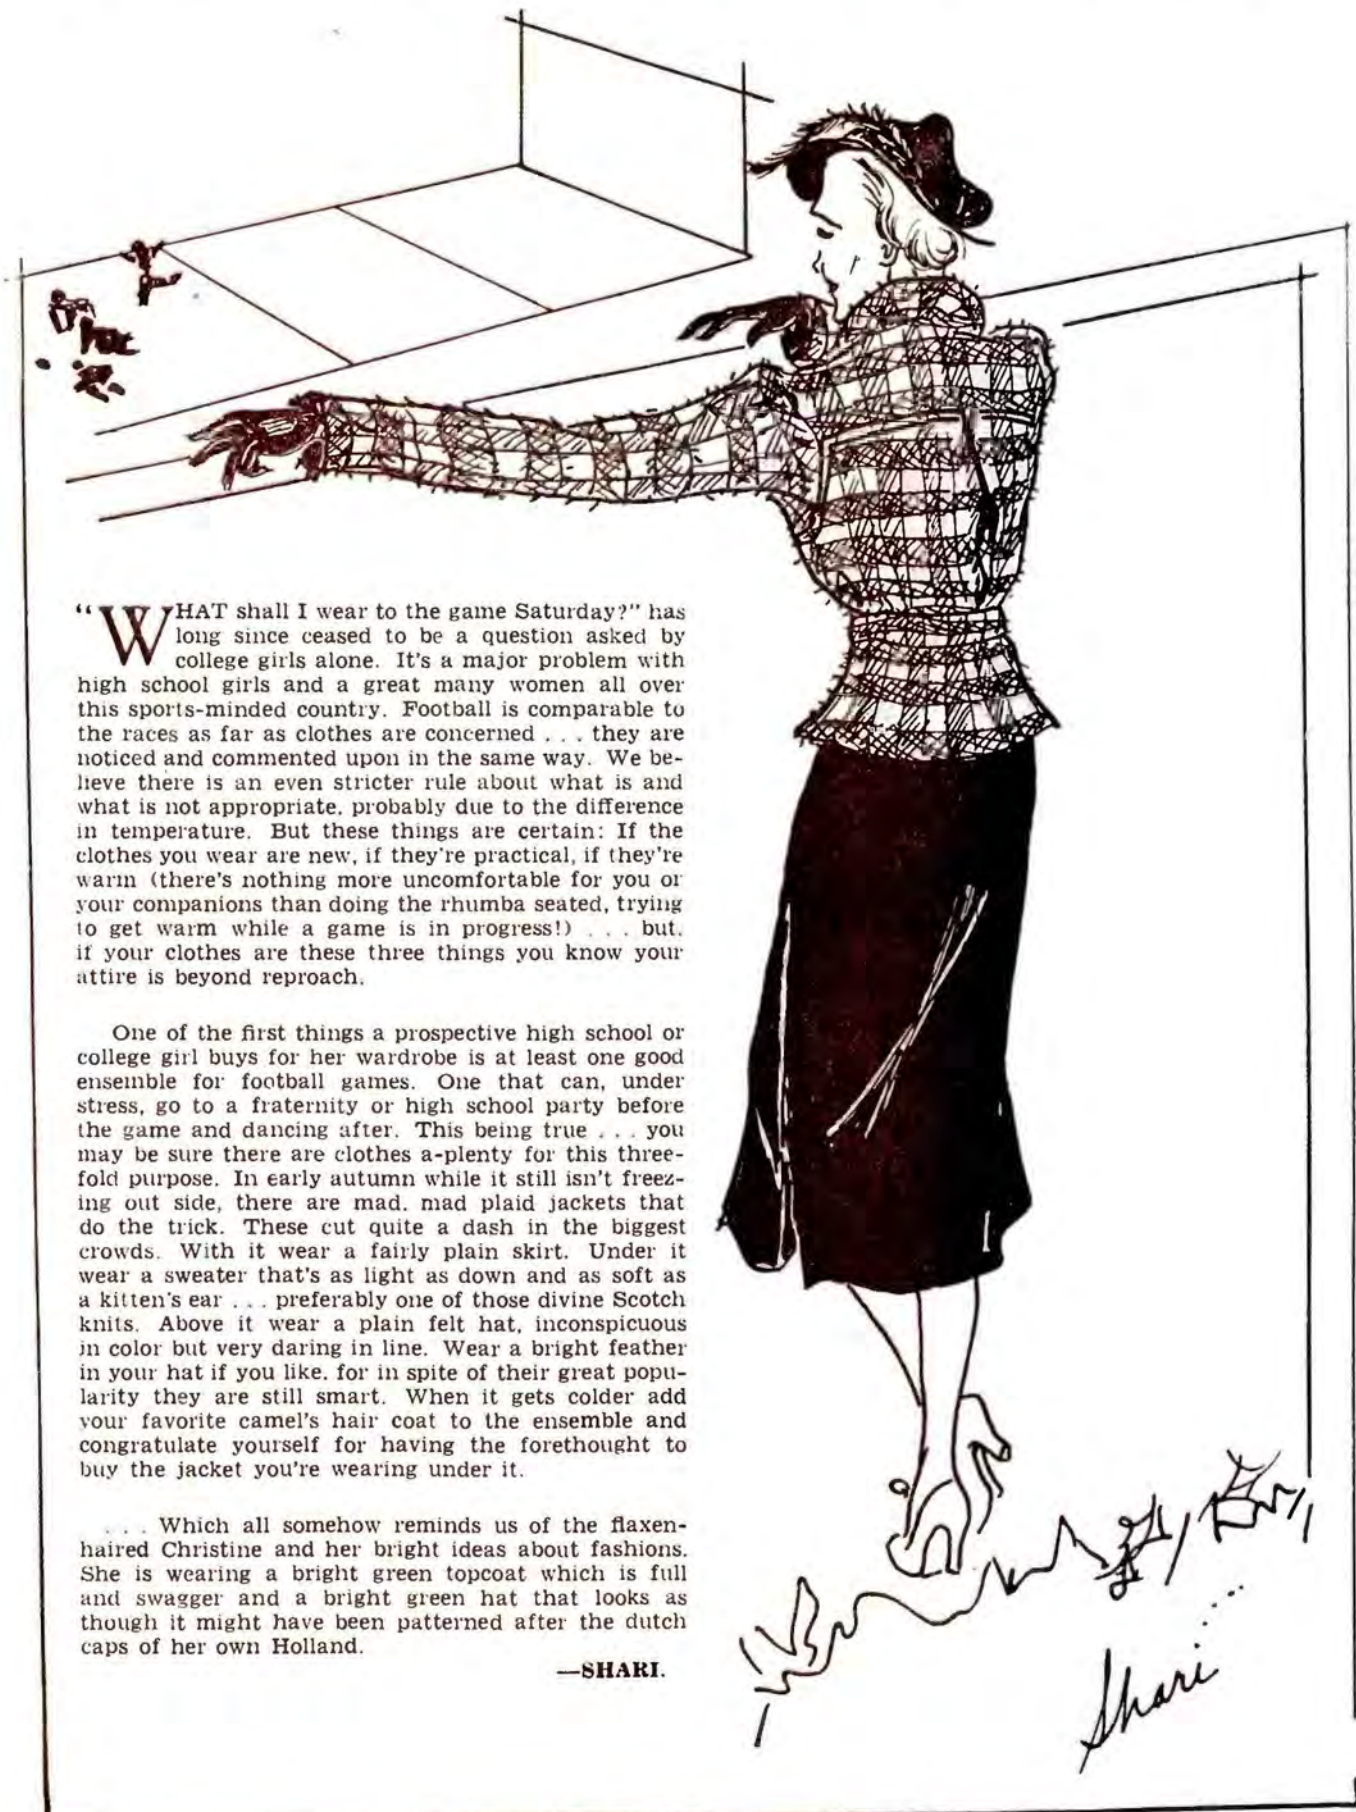 "WHAT shall I wear to the game Saturday?" has
long since ceased to be a question asked by
college girls alone. It's a major problem with
high school girls and a great many women all over
this sports-minded country. Football is comparable to
the races as far as clothes are concerned . . . they are
noticed and commented upon in the same way. We be-
lieve there is an even stricter rule about what is and
what is not appropriate, probably due to the difference
in temperature. But these things are certain: If the
clothes you wear are new, if they're practical, if they're
warm (there's nothing more uncomfortable for you or
your companions than doing the rhumba seated, trying
to get warm while a game is in progress!) . . . but,
if your clothes are these three things you know your
attire is beyond reproach.
One of the first things a prospective high school or
college girl buys for her wardrobe is at least one good
ensemble for football games. One that can, under
stress, go to a fraternity or high school party before
the game and dancing after. This being true . . . you
may be sure there are clothes a-plenty for this three-
fold purpose. In early autumn while it still isn't freez-
ing out side, there are mad, mad plaid jackets that
do the trick. These cut quite a dash in the biggest
crowds. With it wear a fairly plain skirt. Under it
wear a sweater that's as light as down and as soft as
a kitten's ear . . . preferably one of those divine Scotch
knits. Above it wear a plain felt hat, inconspicuous
in color but very daring in line. Wear a bright feather
in your hat if you like, for in spite of their great popu-
larity they are still smart. When it gets colder add
your favorite camel's hair coat to the ensemble and
congratulate yourself for having the forethought to
buy the jacket you're wearing under it.
. . . Which all somehow reminds us of the flaxen-
haired Christine and her bright ideas about fashions.
She is wearing a bright green topcoat which is full
and swagger and a bright green hat that looks as
though it might have been patterned after the dutch
caps of her own Holland.
—SHARI.
Shari....